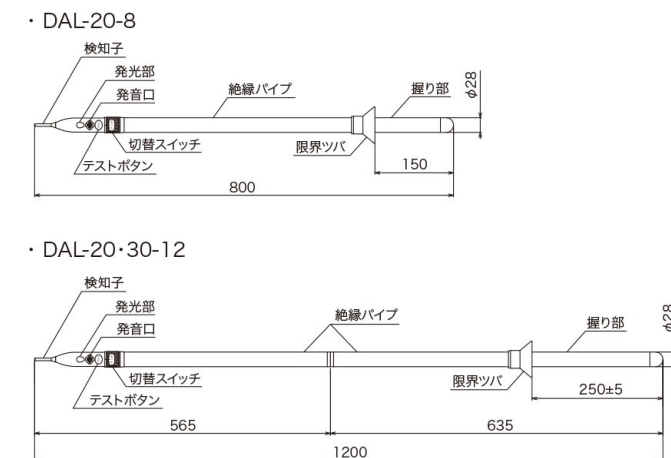 ・DAL-20-8
検知子
発光部
発音口
絶縁パイプ
握り部
φ28
切替スイッチ
限界ツバ
テストボタン
150
800
・DAL-20・30-12
検知子
発光部
発音口
絶縁パイプ
握り部
φ28
切替スイッチ
限界ツバ
テストボタン
250±5
565
635
1200